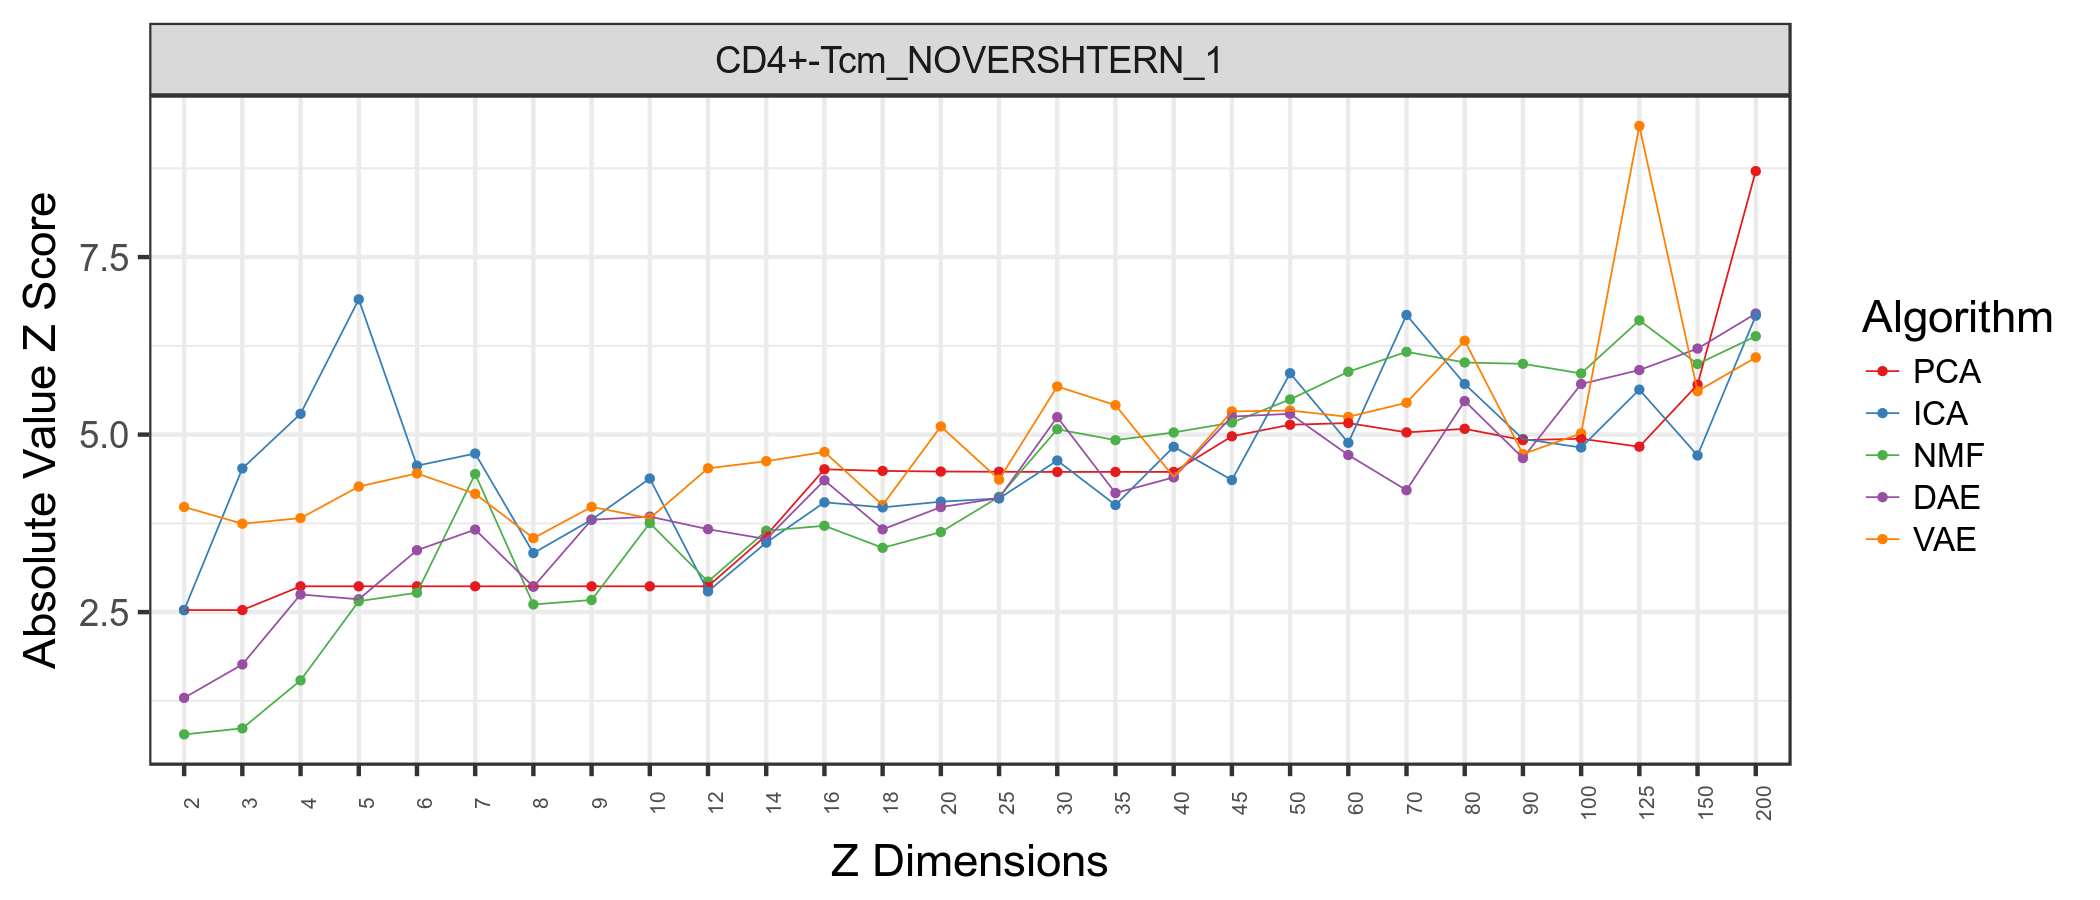 CD4+-Tcm_NOVERSHTERN_1
Absolute Value Z Score
7.5
5.0
2.5
2 3 4 5 6 7 8 9 10 12 14 16 18 20 25 30 35 40 45 50 60 70 80 90 100 125 150 200
Z Dimensions
Algorithm
PCA
ICA
NMF
DAE
VAE